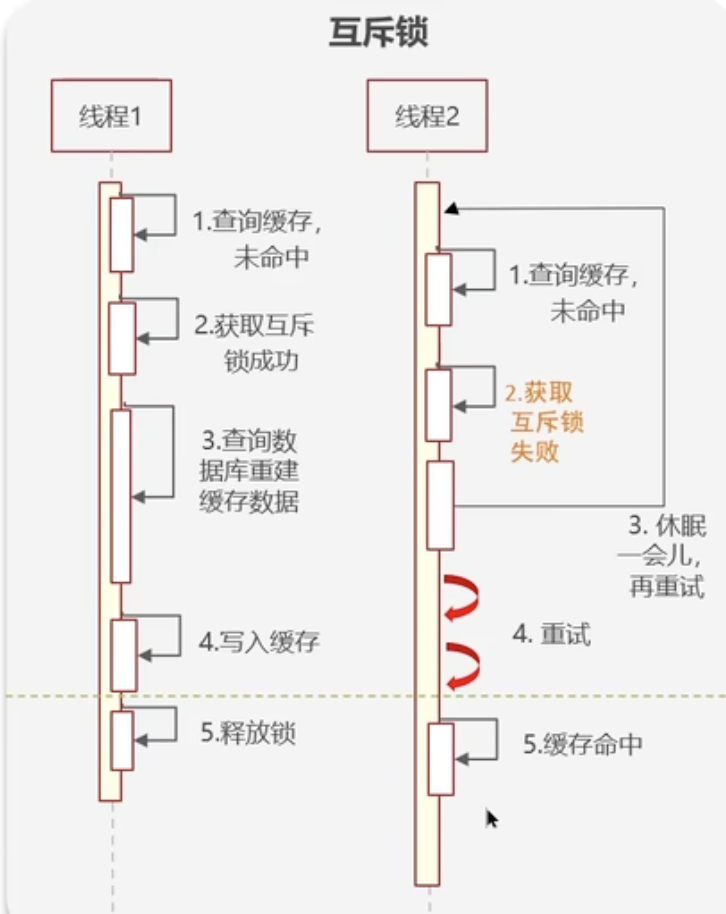 互斥锁
线程1
线程2
1.查询缓存，
未命中
2.获取互斥
锁成功
3.查询数
据库重建
缓存数据
4.写入缓存
5.释放锁
1.查询缓存，
未命中
2.获取
互斥锁
失败
3. 休眠
一会儿，
再重试
4. 重试
5.缓存命中